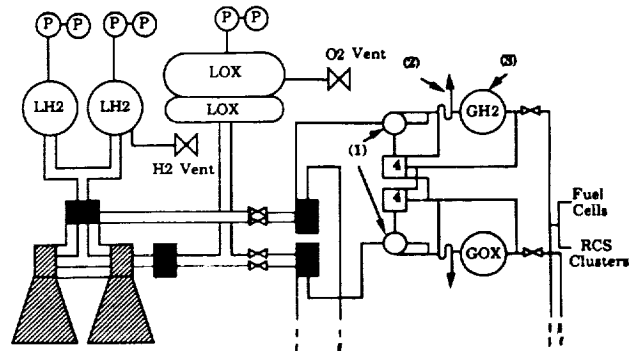 P P
P P
P P
O2 Vent
LOX
LOX
LH2
LH2
H2 Vent
(1)
(2)
(3)
GH2
4
4
GOX
Fuel
Cells
RCS
Clusters